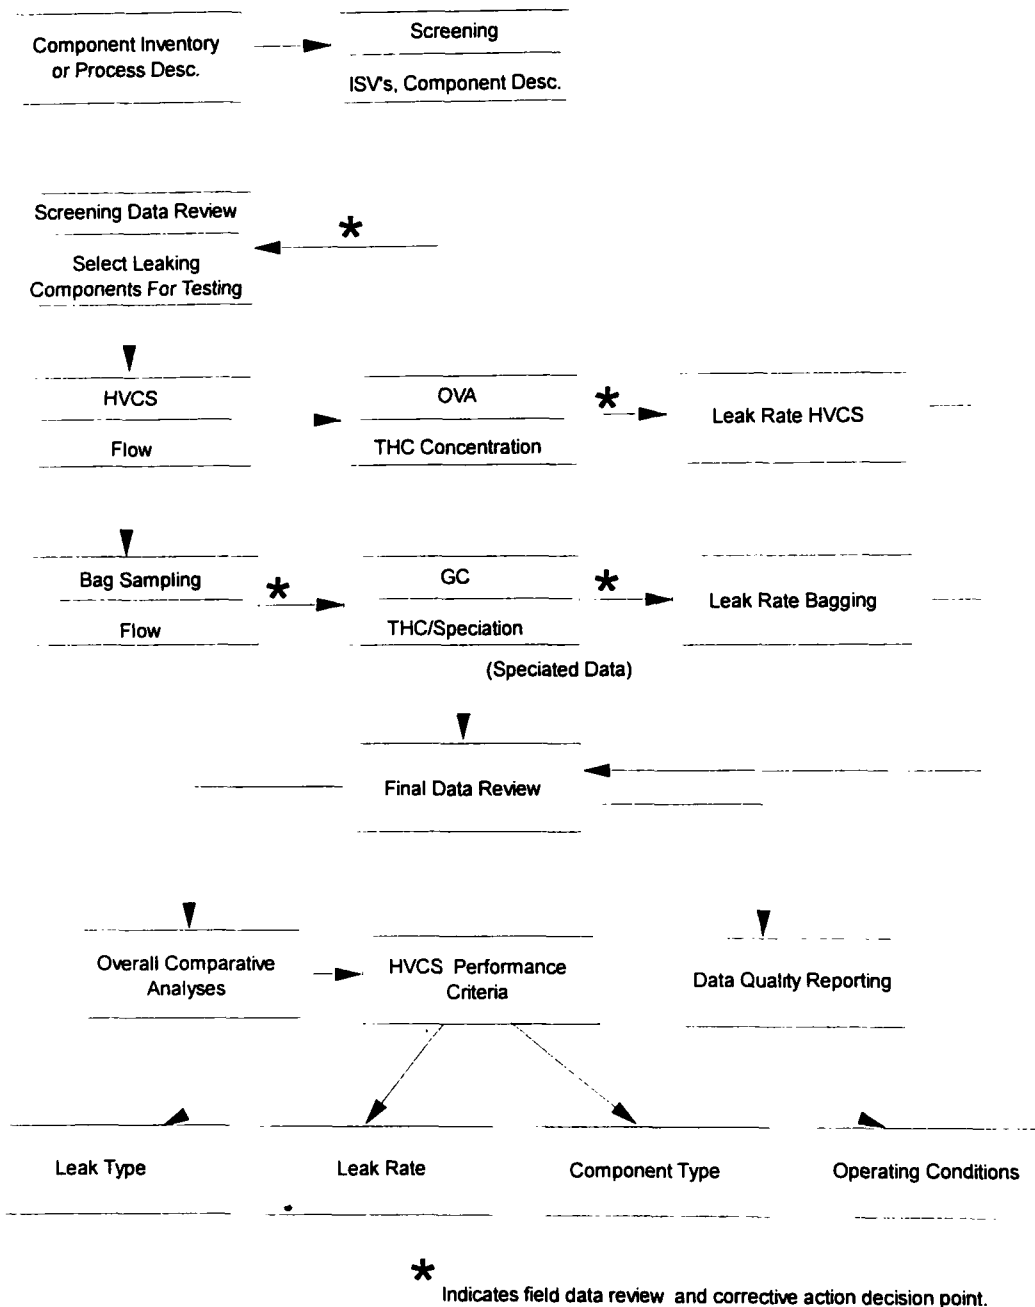 Component Inventory
or Process Desc.
Screening
ISV's, Component Desc.
Screening Data Review
*
Select Leaking
Components For Testing
HVCS
Flow
OVA
THC Concentration
*
Leak Rate HVCS
Bag Sampling
Flow
*
GC
THC/Speciation
*
Leak Rate Bagging
(Speciated Data)
Final Data Review
Overall Comparative
Analyses
HVCS Performance
Criteria
Data Quality Reporting
Leak Type
Leak Rate
Component Type
Operating Conditions
* Indicates field data review and corrective action decision point.